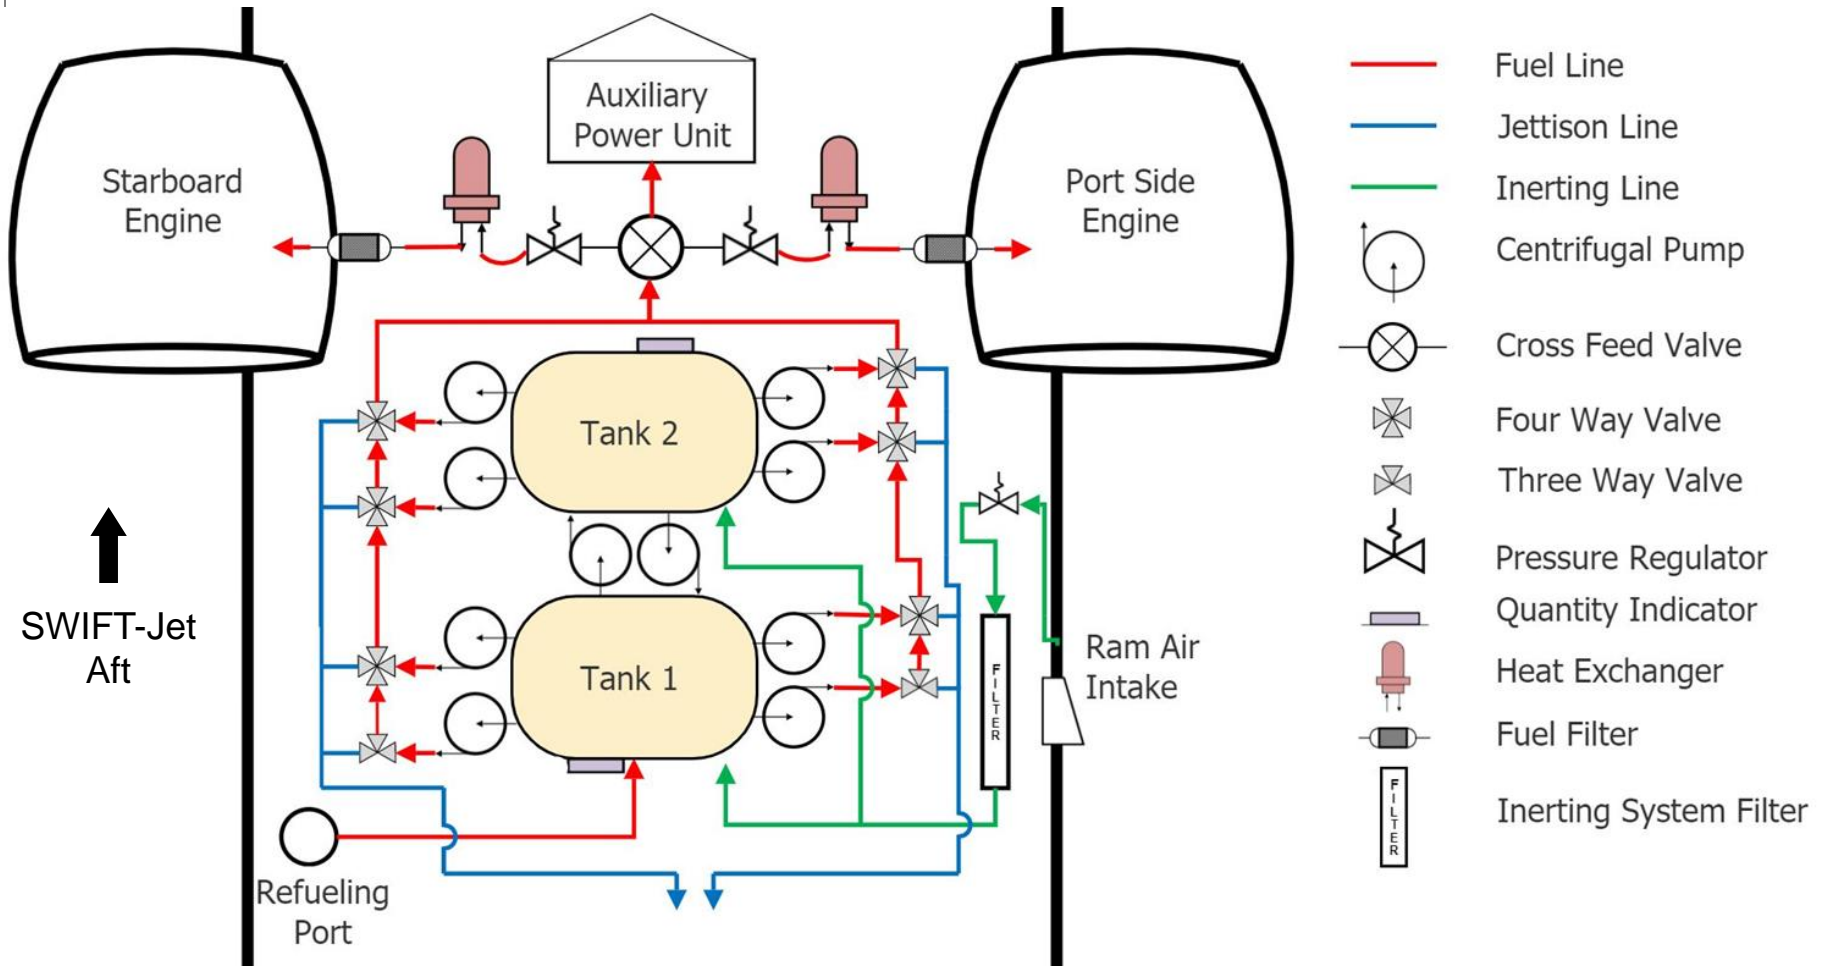 Auxiliary
Power Unit
Starboard
Engine
Port Side
Engine
Tank 2
Tank 1
SWIFT-Jet
Aft
FILTER
Ram Air
Intake
Refueling
Port
Fuel Line
Jettison Line
Inerting Line
Centrifugal Pump
Cross Feed Valve
Four Way Valve
Three Way Valve
Pressure Regulator
Quantity Indicator
Heat Exchanger
Fuel Filter
FILTER
Inerting System Filter